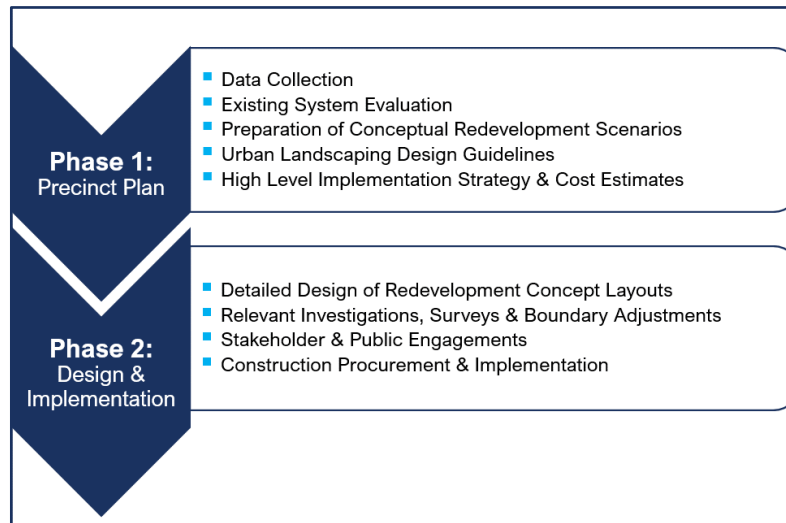 Phase 1:
Precinct Plan
Data Collection
Existing System Evaluation
Preparation of Conceptual Redevelopment Scenarios
Urban Landscaping Design Guidelines
High Level Implementation Strategy & Cost Estimates
Phase 2:
Design &
Implementation
Detailed Design of Redevelopment Concept Layouts
Relevant Investigations, Surveys & Boundary Adjustments
Stakeholder & Public Engagements
Construction Procurement & Implementation